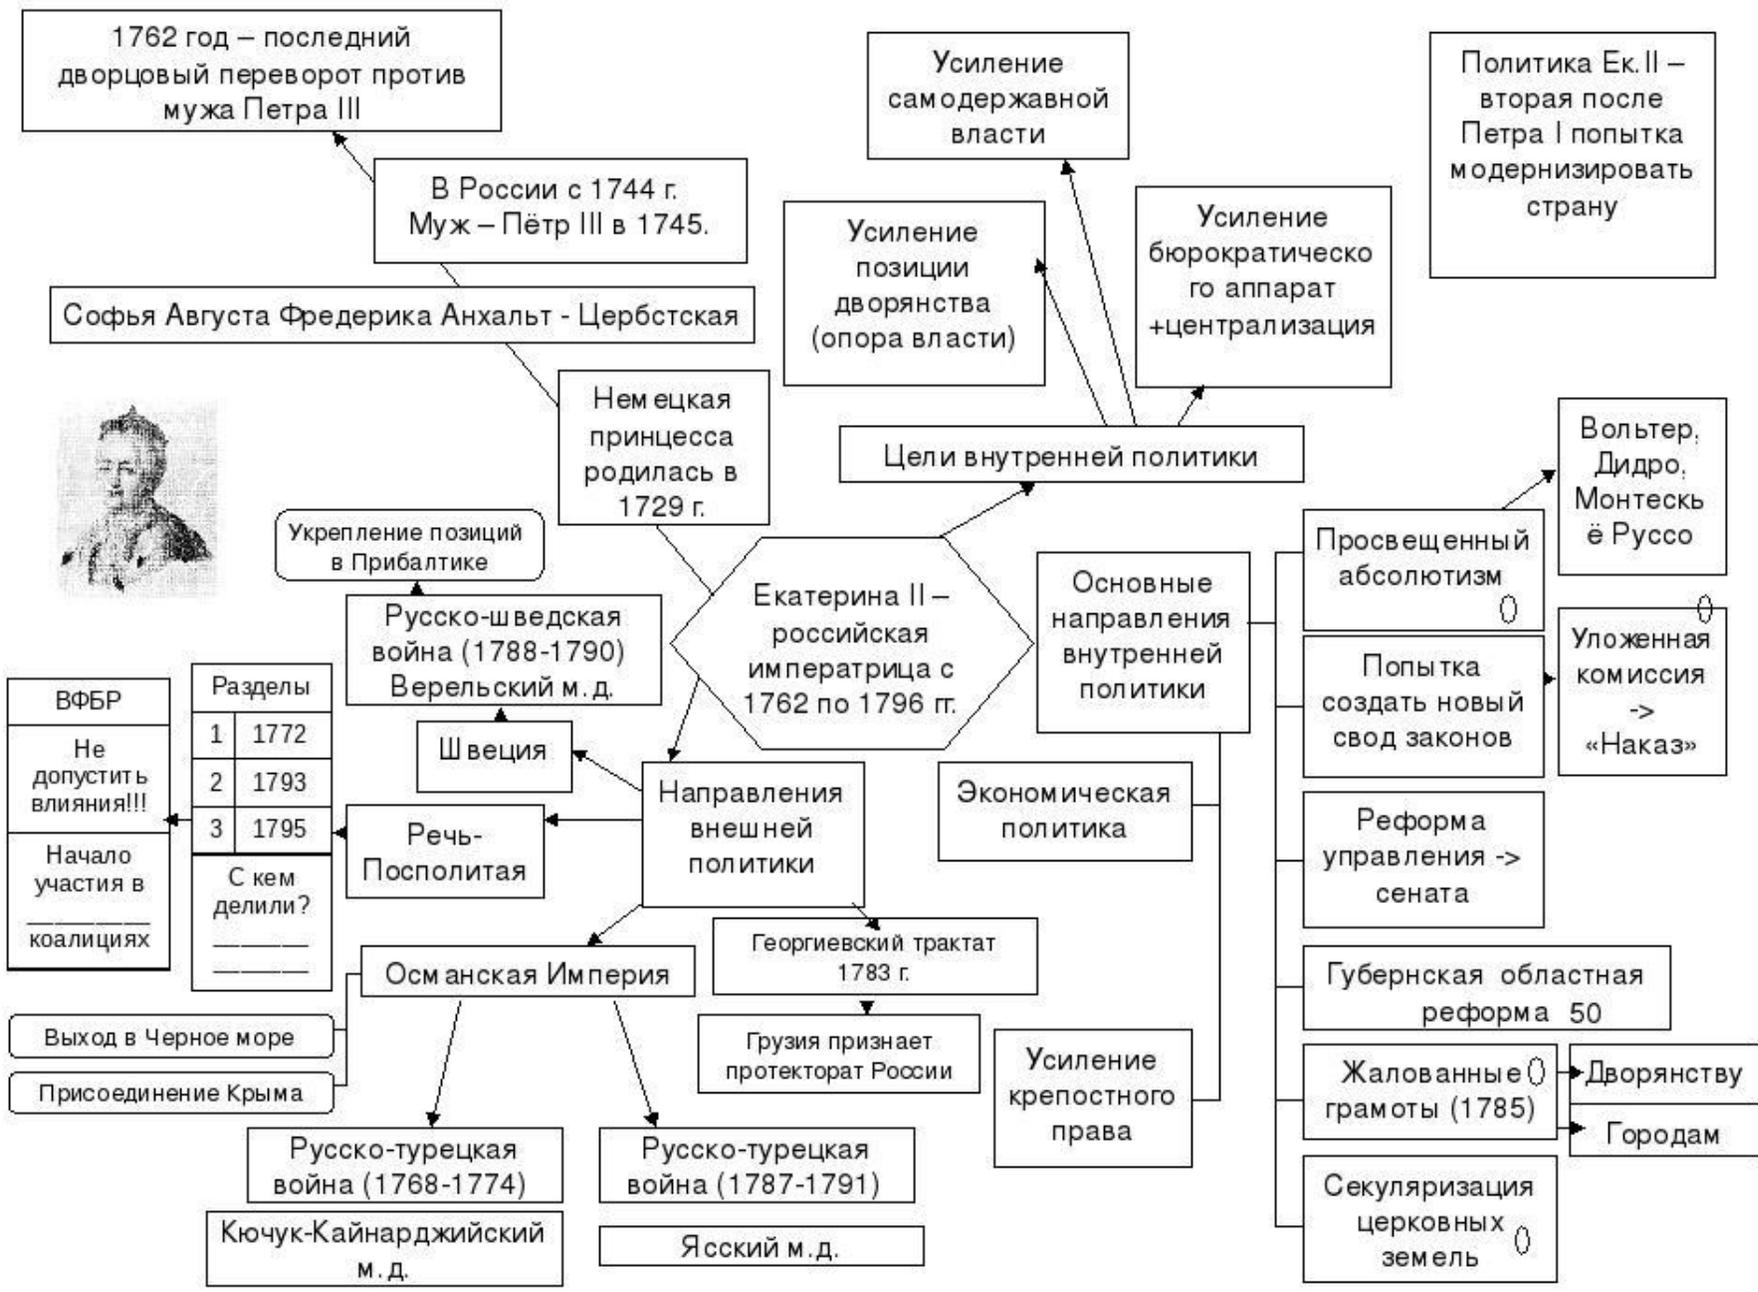 1762 год – последний
дворцовый переворот против
мужа Петра III
В России с 1744 г.
Муж – Пётр III в 1745.
Софья Августа Фредерика Анхальт - Цербстская
Немецкая
принцесса
родилась в
1729 г.
Усиление
самодержавной
власти
Усиление
позиции
дворянства
(опора власти)
Усиление
бюрократическо
го аппарат
+централизация
Политика Ек.II –
вторая после
Петра I попытка
модернизировать
страну
Цели внутренней политики
Екатерина II –
российская
императрица с
1762 по 1796 гг.
Основные
направления
внутренней
политики
Просвещенный
абсолютизм
Вольтер,
Дидро,
Монтескь
ё Руссо
Попытка
создать новый
свод законов
Уложенная
комиссия
->
«Наказ»
Реформа
управления ->
сената
Губернская областная
реформа 50
Жалованные
грамоты (1785)
Дворянству
Городам
Секуляризация
церковных
земель
Экономическая
политика
Усиление
крепостного
права
Направления
внешней
политики
Укрепление позиций
в Прибалтике
Русско-шведская
война (1788-1790)
Верельский м.д.
Швеция
Речь-
Посполитая
Разделы
1 1772
2 1793
3 1795
С кем
делили?
________
________
ВФБР
Не
допустить
влияния!!!
Начало
участия в
__________
коалициях
Османская Империя
Выход в Черное море
Присоединение Крыма
Русско-турецкая
война (1768-1774)
Кючук-Кайнарджийский
м.д.
Русско-турецкая
война (1787-1791)
Ясский м.д.
Георгиевский трактат
1783 г.
Грузия признает
протекторат России